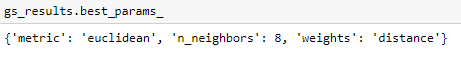 gs_results.best_params_
{'metric': 'euclidean', 'n_neighbors': 8, 'weights': 'distance'}